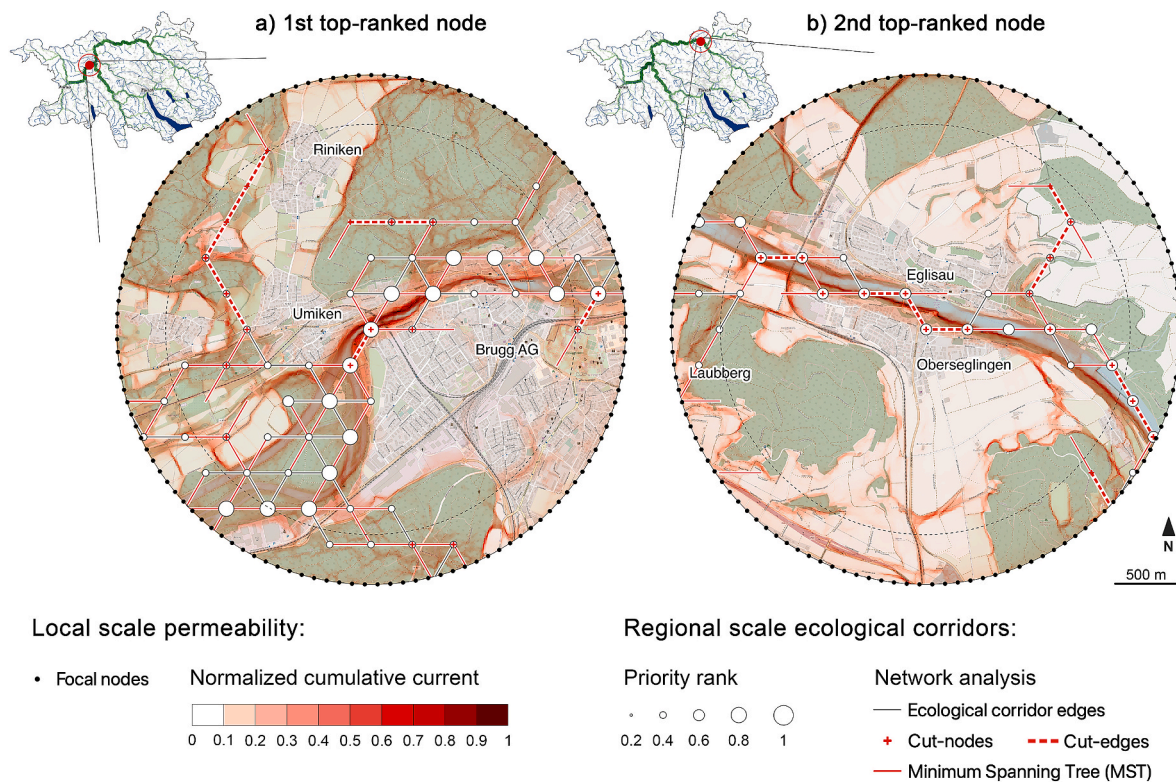 a) 1st top-ranked node
b) 2nd top-ranked node
Riniken
Umiken
Brugg AG
Eglisau
Oberseglingen
Laubberg
N
500 m
Local scale permeability:
Focal nodes
Normalized cumulative current
0 0.1 0.2 0.3 0.4 0.5 0.6 0.7 0.8 0.9 1
Regional scale ecological corridors:
Priority rank
0.2 0.4 0.6 0.8 1
Network analysis
Ecological corridor edges
Cut-nodes
Cut-edges
Minimum Spanning Tree (MST)